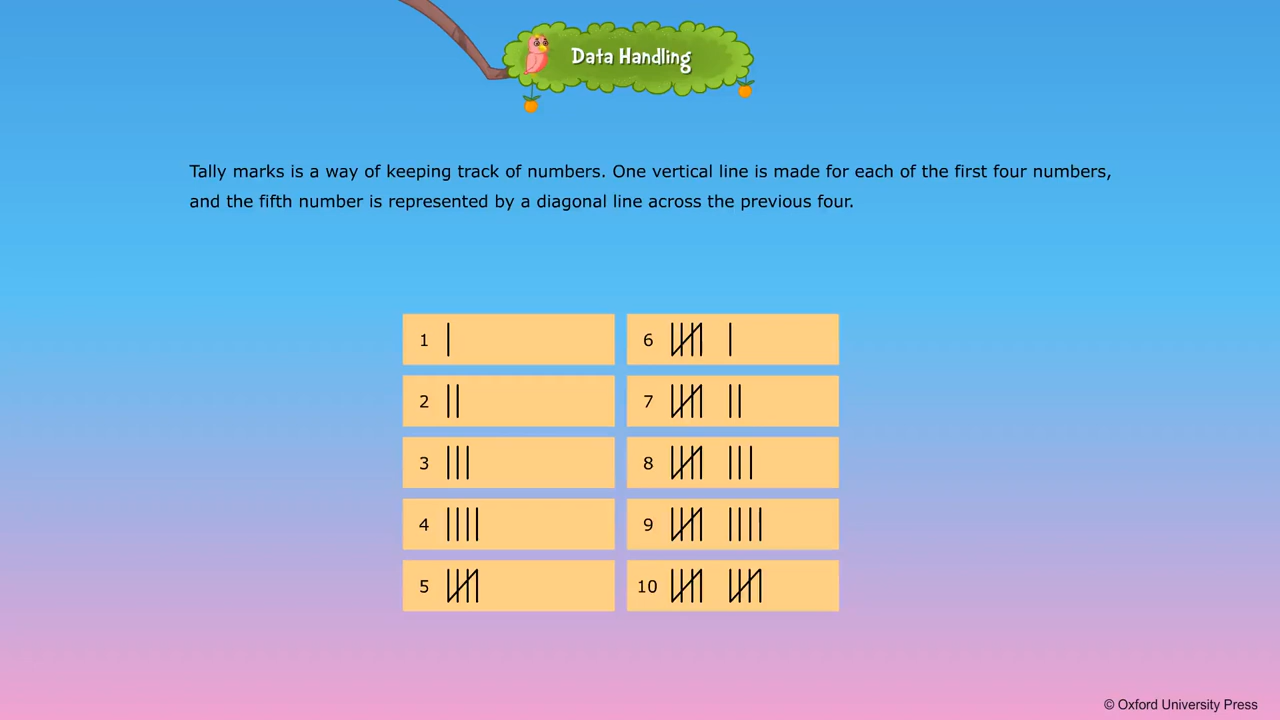 Data Handling
Tally marks is a way of keeping track of numbers. One vertical line is made for each of the first four numbers,
and the fifth number is represented by a diagonal line across the previous four.
1
2
3
4
5
6
7
8
9
10
© Oxford University Press